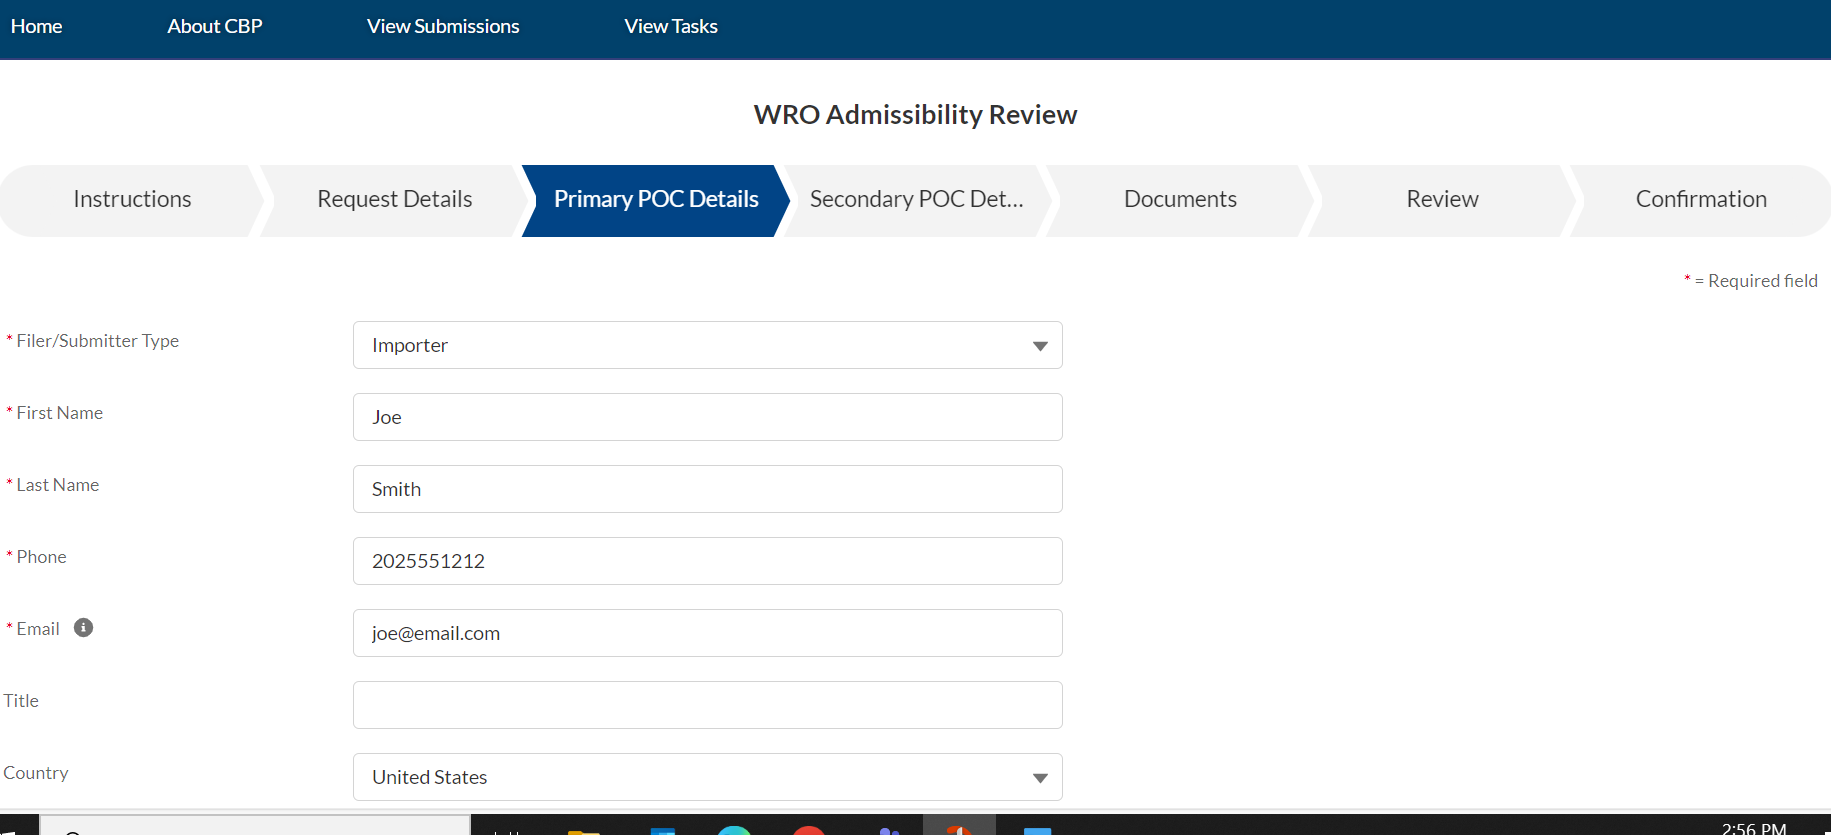 Home About CBP View Submissions View Tasks
WRO Admissibility Review
Instructions Request Details Primary POC Details Secondary POC Det... Documents Review Confirmation
* = Required field
* Filer/Submitter Type Importer
* First Name Joe
* Last Name Smith
* Phone 2025551212
* Email joe@email.com
Title
Country United States
2:56 PM